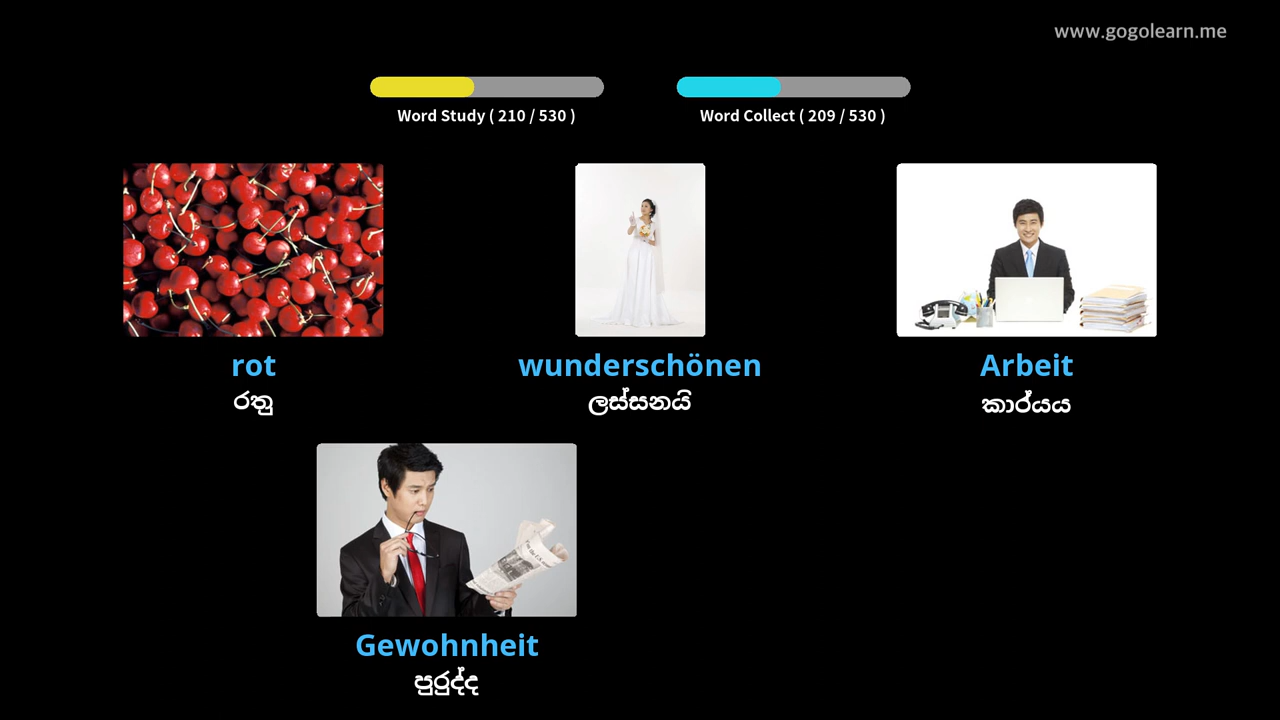 www.gogolearn.me
Word Study ( 210 / 530 )
Word Collect ( 209 / 530 )
rot
රතු
wunderschönen
ලස්සනයි
Arbeit
කාර්යය
Gewohnheit
පුරුද්ද